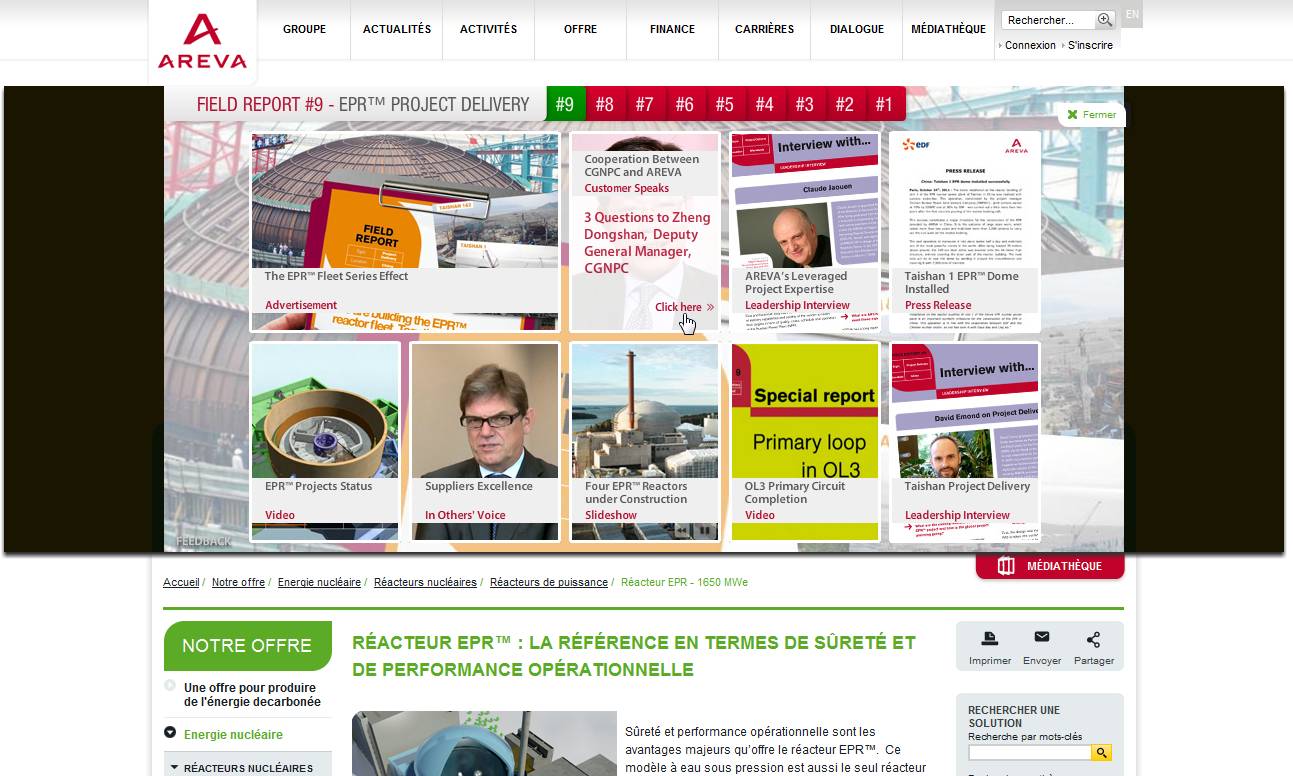 AREVA
GROUPE
ACTUALITÉS
ACTIVITÉS
OFFRE
FINANCE
CARRIÈRES
DIALOGUE
MÉDIATHÈQUE
Rechercher...
EN
Connexion
S'inscrire
FIELD REPORT #9 - EPR™ PROJECT DELIVERY
#9 #8 #7 #6 #5 #4 #3 #2 #1
Fermer
FIELD
REPORT
TAISHAN 1&2
TAISHAN 1
The EPR™ Fleet Series Effect
Advertisement
are building the EPR™
reactor fleet.
Cooperation Between
CGNPC and AREVA
Customer Speaks
3 Questions to Zheng
Dongshan, Deputy
General Manager,
CGNPC
Click here »
Interview with...
LEADERSHIP INTERVIEW
Claude Jaouen
AREVA's Leveraged
Project Expertise
Leadership Interview
EDF
AREVA
PRESS RELEASE
China: Taishan 1 EPR™ dome installed successfully
Taishan 1 EPR™ Dome
Installed
Press Release
EPR™ Projects Status
Video
Suppliers Excellence
In Others' Voice
Four EPR™ Reactors
under Construction
Slideshow
9
Special report
Primary loop
in OL3
OL3 Primary Circuit
Completion
Video
Interview with...
LEADERSHIP INTERVIEW
David Emond on Project Delive
Taishan Project Delivery
Leadership Interview
FEEDBACK
MÉDIATHÈQUE
Accueil / Notre offre / Energie nucléaire / Réacteurs nucléaires / Réacteurs de puissance / Réacteur EPR - 1650 MWe
NOTRE OFFRE
Une offre pour produire
de l'énergie decarbonée
Energie nucléaire
RÉACTEURS NUCLÉAIRES
RÉACTEUR EPR™ : LA RÉFÉRENCE EN TERMES DE SÛRETÉ ET
DE PERFORMANCE OPÉRATIONNELLE
Sûreté et performance opérationnelle sont les
avantages majeurs qu'offre le réacteur EPR™. Ce
modèle à eau sous pression est aussi le seul réacteur
Imprimer
Envoyer
Partager
RECHERCHER UNE
SOLUTION
Recherche par mots-clés